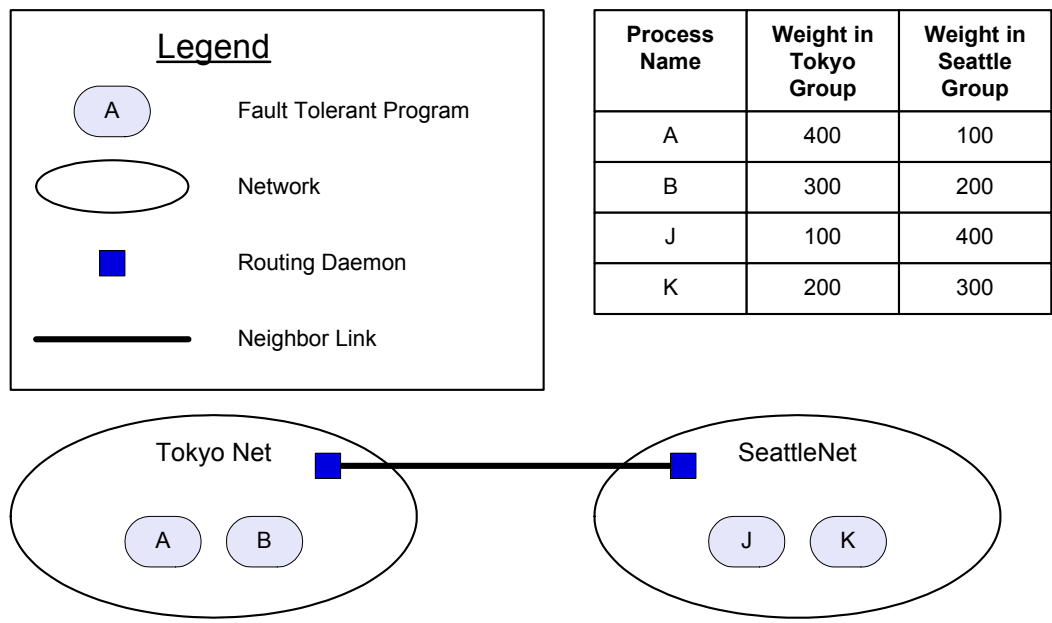 Legend
A
Fault Tolerant Program
Network
Routing Daemon
Neighbor Link
Process Name
Weight in Tokyo Group
Weight in Seattle Group
A 400 100
B 300 200
J 100 400
K 200 300
Tokyo Net
A B
SeattleNet
J K